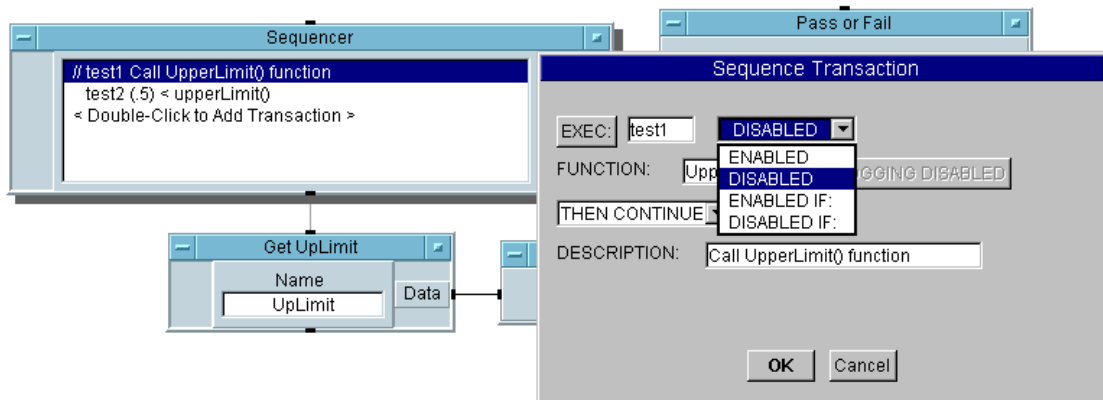 Sequencer
// test1 Call UpperLimit() function
test2 (.5) < upperLimit()
< Double-Click to Add Transaction >
Get UpLimit
Name
UpLimit
Data
Pass or Fail
Sequence Transaction
EXEC: test1 DISABLED
ENABLED
DISABLED
ENABLED IF:
DISABLED IF:
FUNCTION: Upp GGING DISABLED
THEN CONTINUE
DESCRIPTION: Call UpperLimit() function
OK Cancel